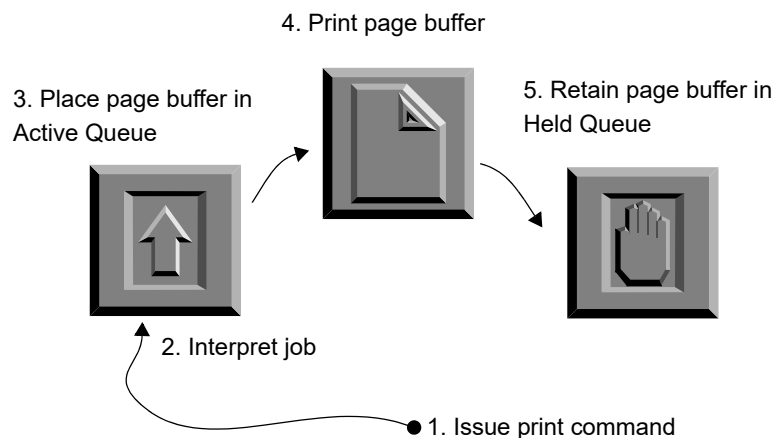 4. Print page buffer
3. Place page buffer in
Active Queue
5. Retain page buffer in
Held Queue
2. Interpret job
1. Issue print command